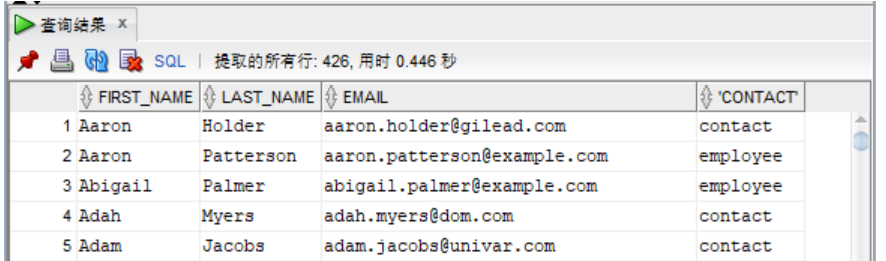 查询结果 ×
SQL | 提取的所有行: 426, 用时 0.446 秒
FIRST_NAME LAST_NAME EMAIL 'CONTACT'
1 Aaron Holder aaron.holder@gilead.com contact
2 Aaron Patterson aaron.patterson@example.com employee
3 Abigail Palmer abigail.palmer@example.com employee
4 Adah Myers adah.myers@dom.com contact
5 Adam Jacobs adam.jacobs@univar.com contact